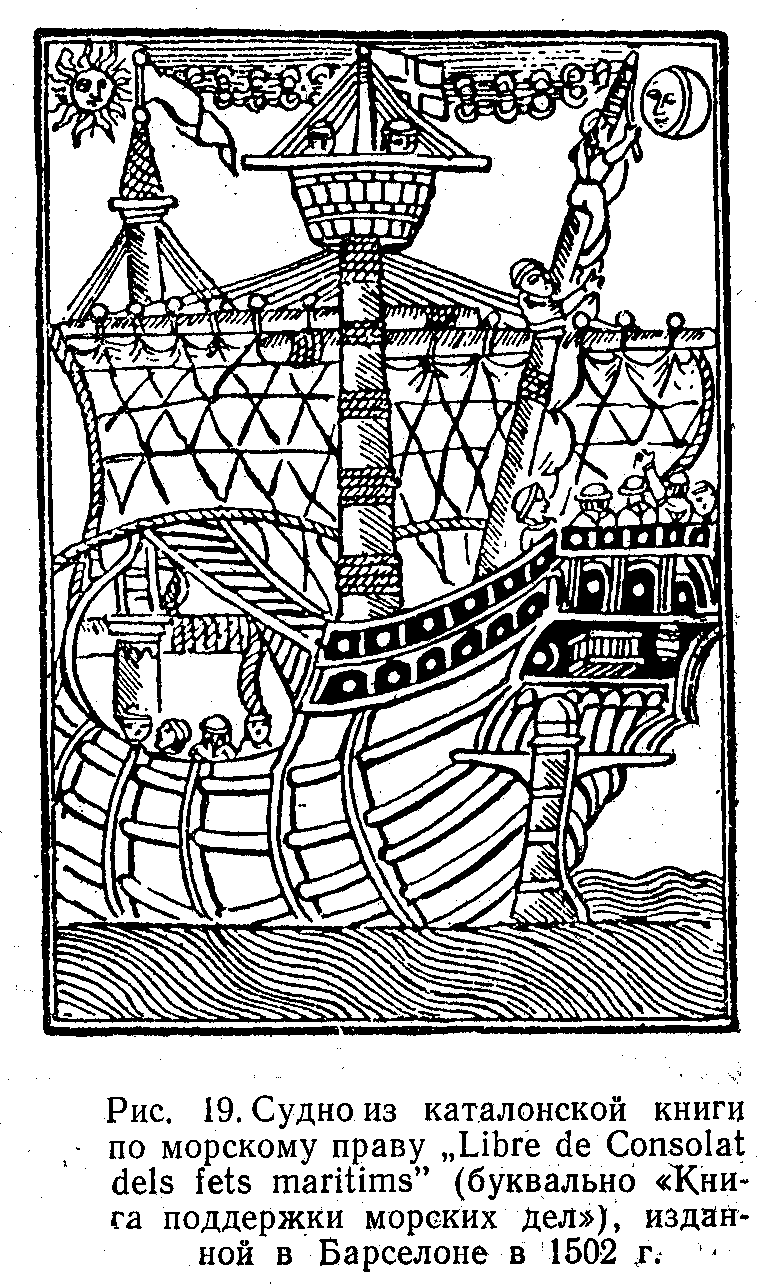 Рис. 19. Судно из каталонской книги
по морскому праву „Libre de Consolat
dels fets maritims” (буквально «Кни-
га поддержки морских дел»), издан-
ной в Барселоне в 1502 г.